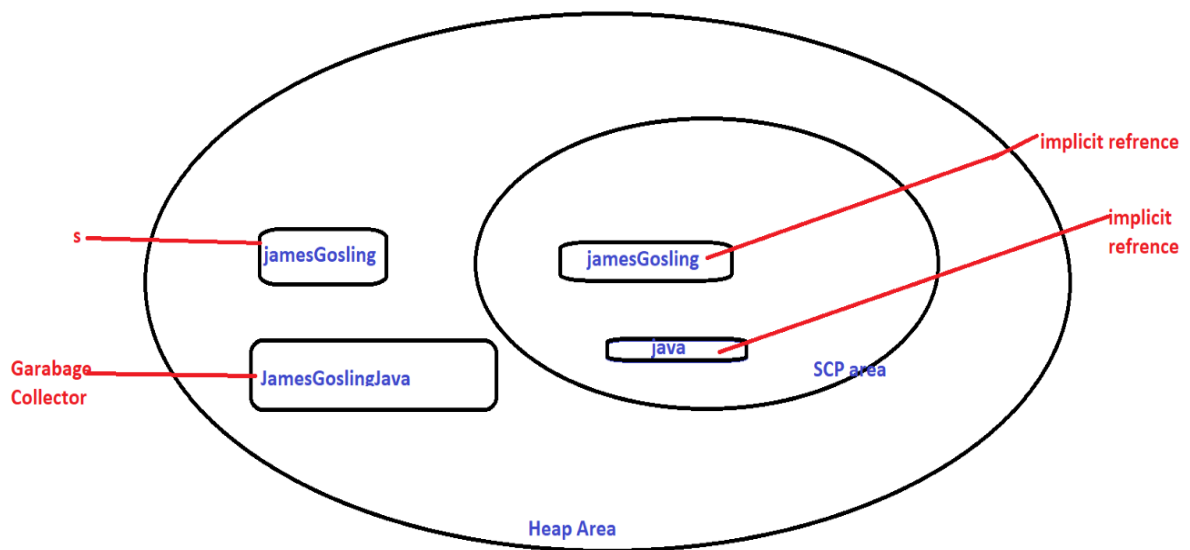 implicit refrence
implicit
refrence
s
jamesGosling
jamesGosling
java
SCP area
Garabage
Collector
JamesGoslingJava
Heap Area